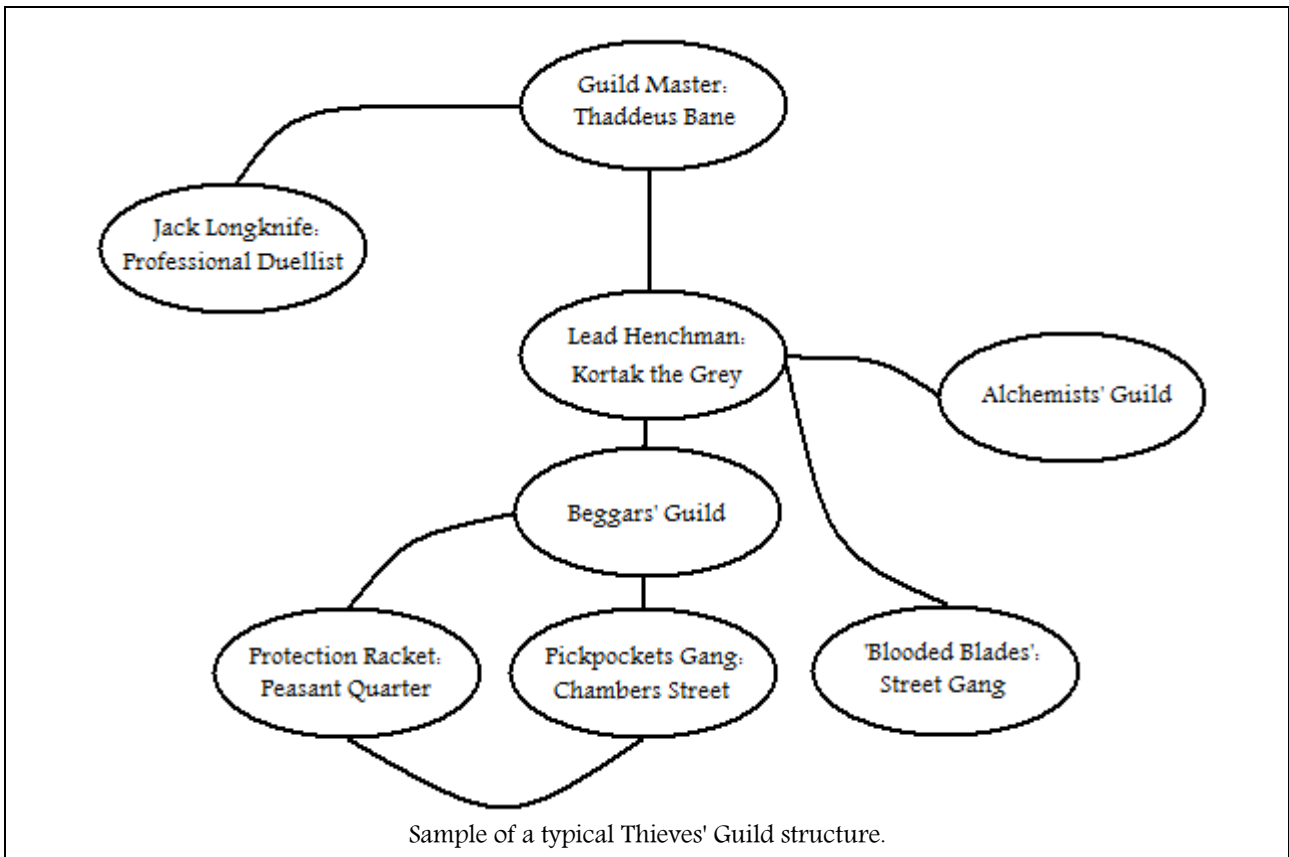 Guild Master:
Thaddeus Bane
Jack Longknife:
Professional Duellist
Lead Henchman:
Kortak the Grey
Alchemists' Guild
Beggars' Guild
Protection Racket:
Peasant Quarter
Pickpockets Gang:
Chambers Street
'Blooded Blades':
Street Gang
Sample of a typical Thieves' Guild structure.